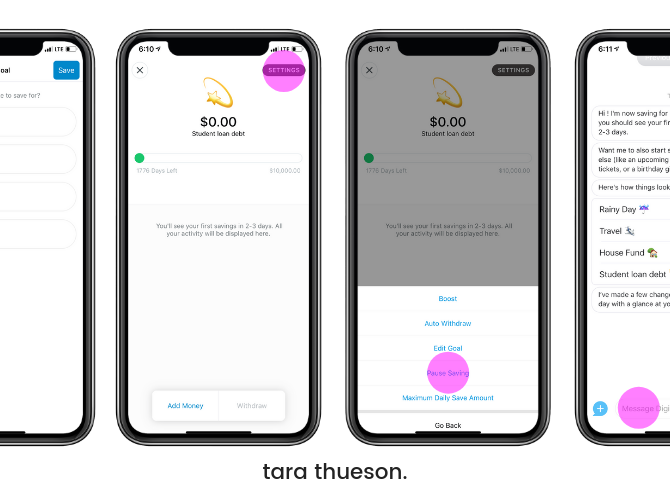 LTE
oal
Save
e to save for?
6:10
LTE
SETTINGS
$0.00
Student loan debt
1776 Days Left
$10,000.00
You'll see your first savings in 2-3 days. All
your activity will be displayed here.
Add Money
Withdraw
6:10
LTE
SETTINGS
$0.00
Student loan debt
1776 Days Left
$10,000.00
You'll see your first savings in 2-3 days. All
your activity will be displayed here.
Boost
Auto Withdraw
Edit Goal
Pause Saving
Maximum Daily Save Amount
Go Back
6:11
Hi! I'm now saving for
you should see your fir
2-3 days.
Want me to also start s
else (like an upcoming
tickets, or a birthday g
Here's how things look
Rainy Day
Travel
House Fund
Student loan debt
I've made a few change
day with a glance at yo
Message Digi
tara thueson.